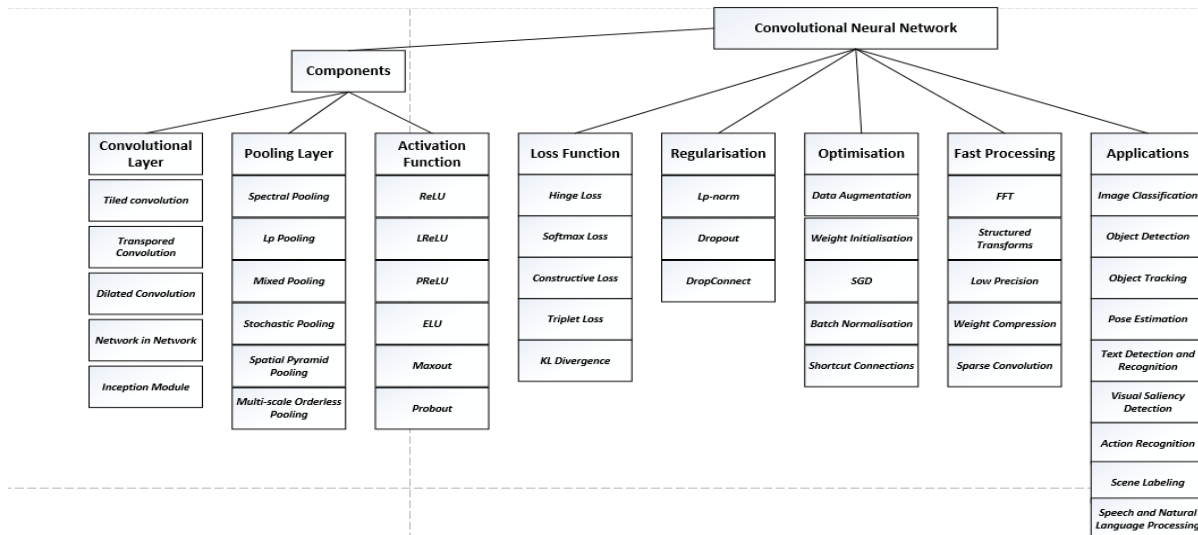 Convolutional Neural Network
Components
Convolutional
Layer
Tiled convolution
Transpored
Convolution
Dilated Convolution
Network in Network
Inception Module
Pooling Layer
Spectral Pooling
Lp Pooling
Mixed Pooling
Stochastic Pooling
Spatial Pyramid
Pooling
Multi-scale Orderless
Pooling
Activation
Function
ReLU
LReLU
PReLU
ELU
Maxout
Probout
Loss Function
Hinge Loss
Softmax Loss
Constructive Loss
Triplet Loss
KL Divergence
Regularisation
Lp-norm
Dropout
DropConnect
Optimisation
Data Augmentation
Weight Initialisation
SGD
Batch Normalisation
Shortcut Connections
Fast Processing
FFT
Structured
Transforms
Low Precision
Weight Compression
Sparse Convolution
Applications
Image Classification
Object Detection
Object Tracking
Pose Estimation
Text Detection and
Recognition
Visual Saliency
Detection
Action Recognition
Scene Labeling
Speech and Natural
Language Processing